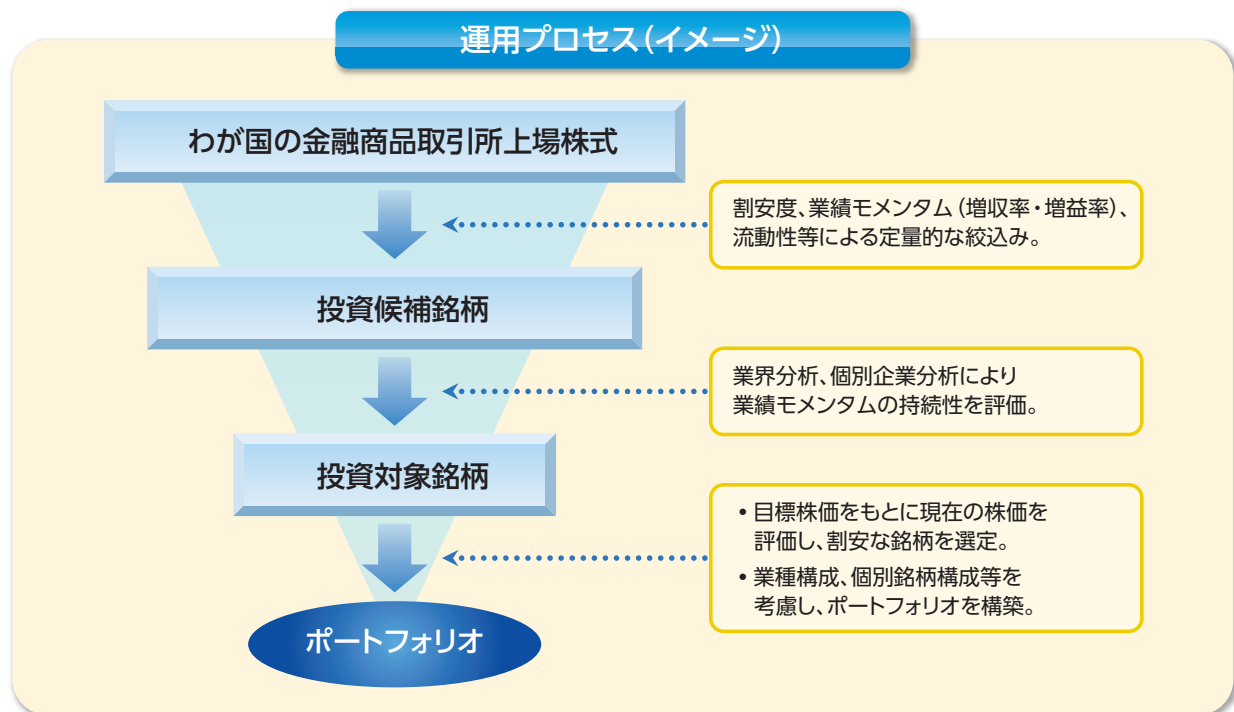 運用プロセス(イメージ)
わが国の金融商品取引所上場株式
割安度、業績モメンタム(増収率・増益率)、
流動性等による定量的な絞込み。
投資候補銘柄
業界分析、個別企業分析により
業績モメンタムの持続性を評価。
投資対象銘柄
• 目標株価をもとに現在の株価を
評価し、割安な銘柄を選定。
• 業種構成、個別銘柄構成等を
考慮し、ポートフォリオを構築。
ポートフォリオ